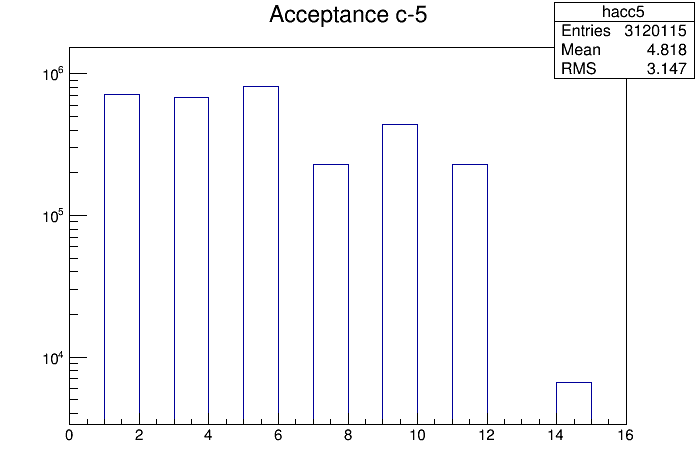 Acceptance c-5
hacc5
Entries 3120115
Mean 4.818
RMS 3.147
10^6
10^5
10^4
0 2 4 6 8 10 12 14 16